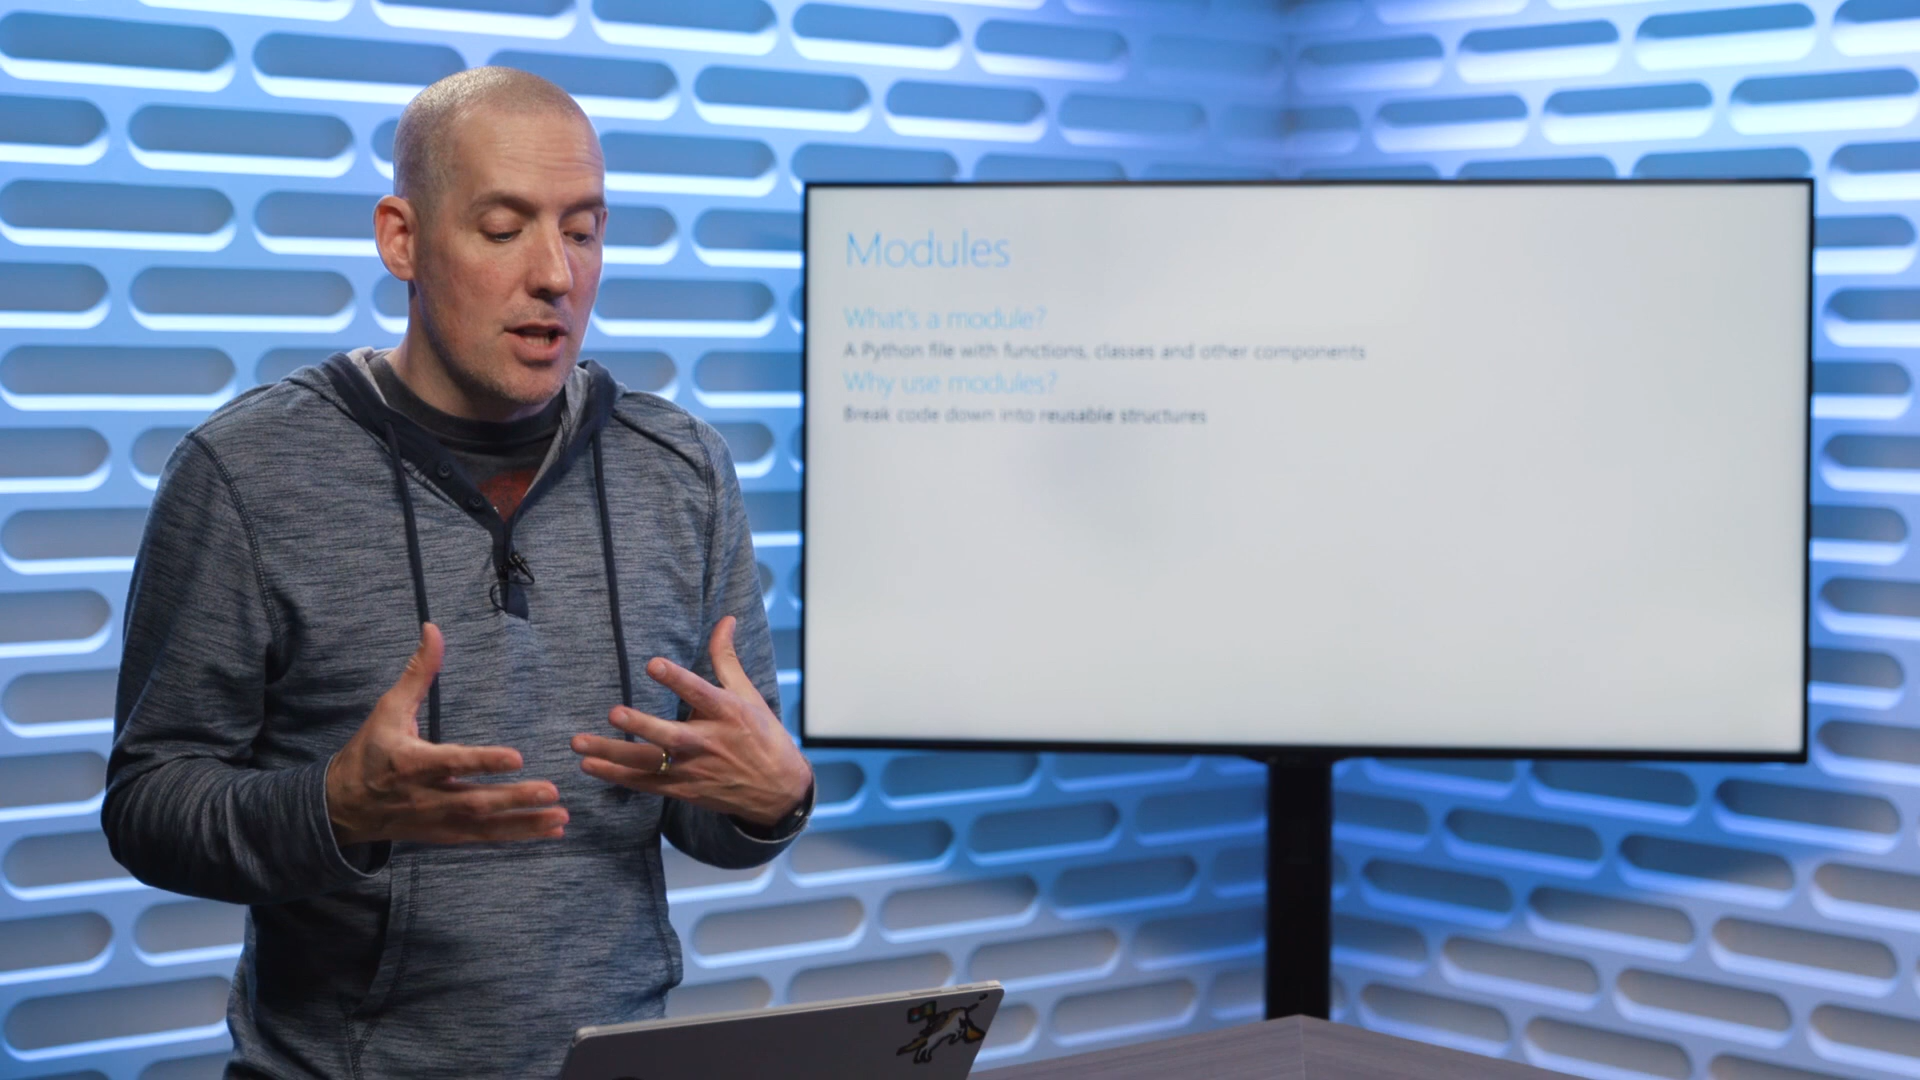 Modules
What's a module?
A Python file with functions, classes and other components
Why use modules?
Break code down into reusable structures